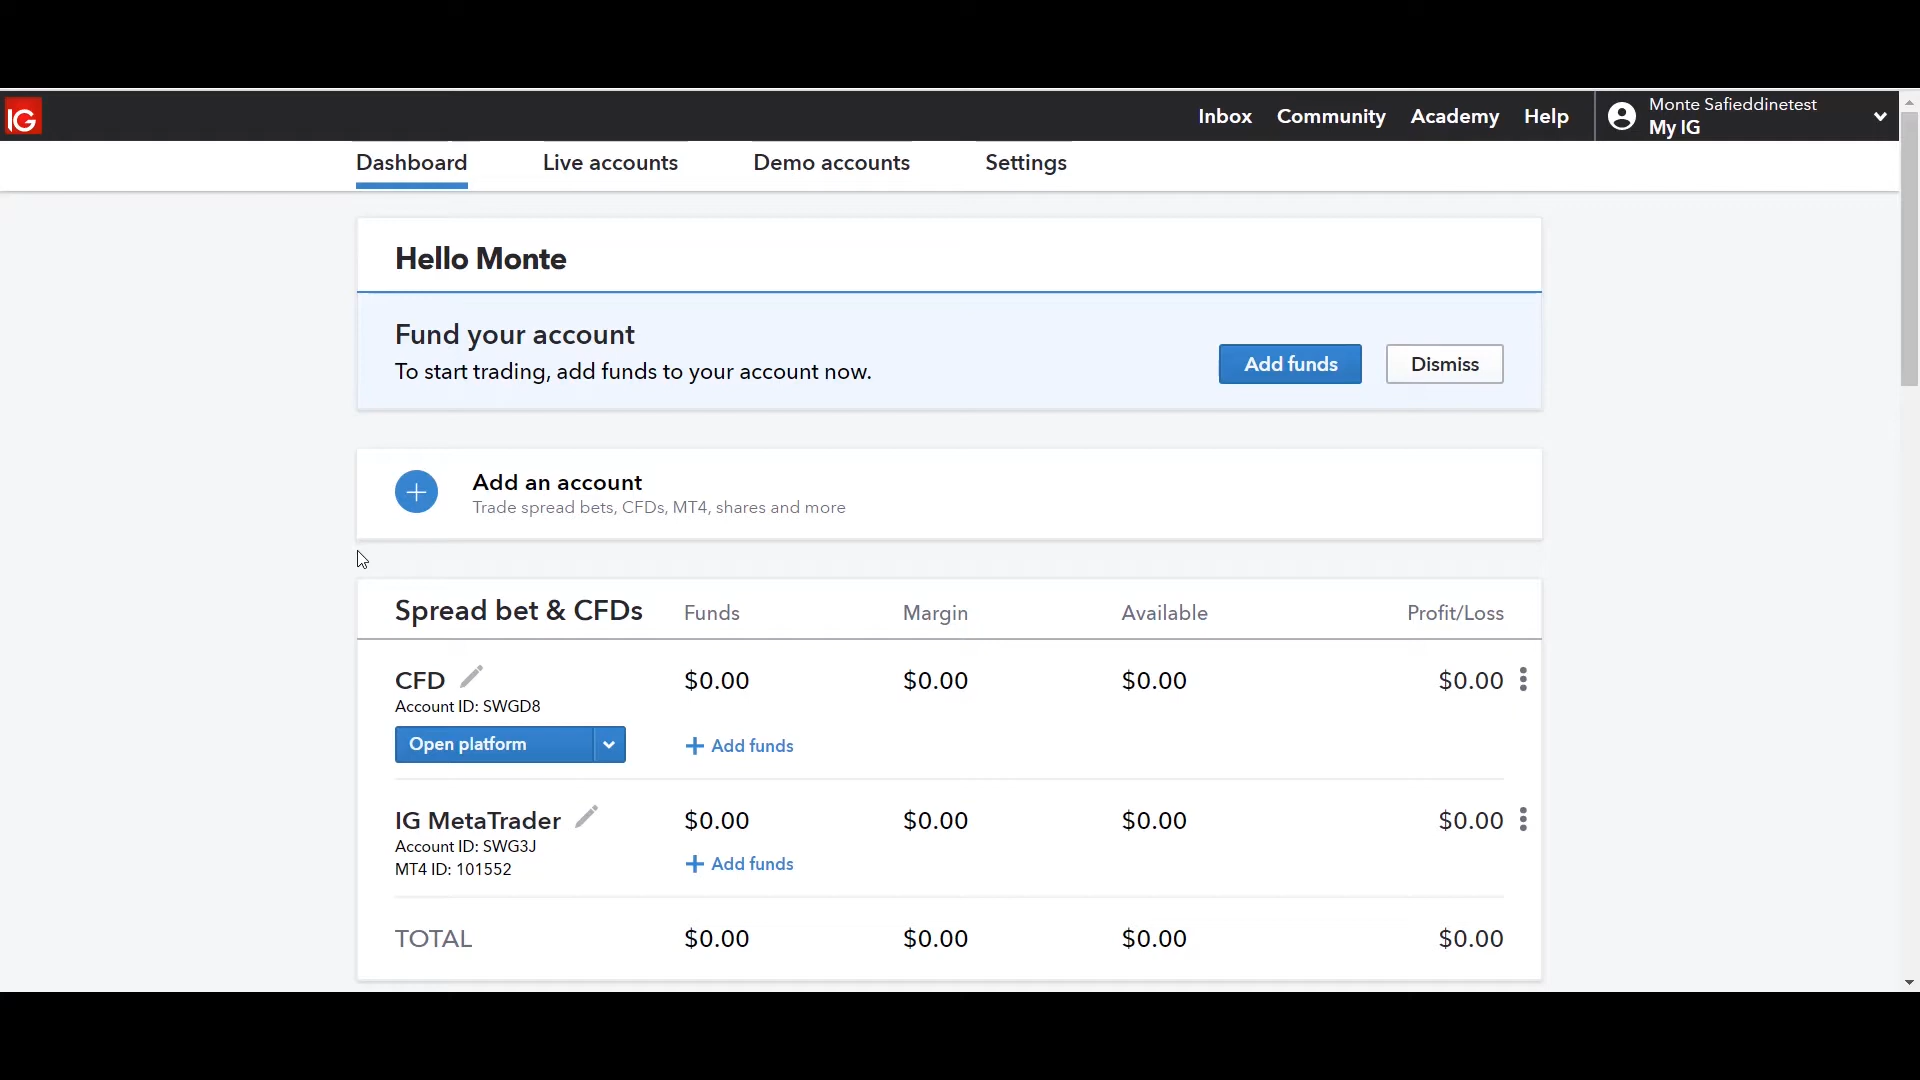 IG
Inbox Community Academy Help
Monte Safieddinetest
My IG
Dashboard Live accounts Demo accounts Settings
Hello Monte
Fund your account
To start trading, add funds to your account now.
Add funds Dismiss
Add an account
Trade spread bets, CFDs, MT4, shares and more
Spread bet & CFDs Funds Margin Available Profit/Loss
CFD $0.00 $0.00 $0.00 $0.00
Account ID: SWGD8
Open platform + Add funds
IG MetaTrader $0.00 $0.00 $0.00 $0.00
Account ID: SWG3J
MT4 ID: 101552
+ Add funds
TOTAL $0.00 $0.00 $0.00 $0.00